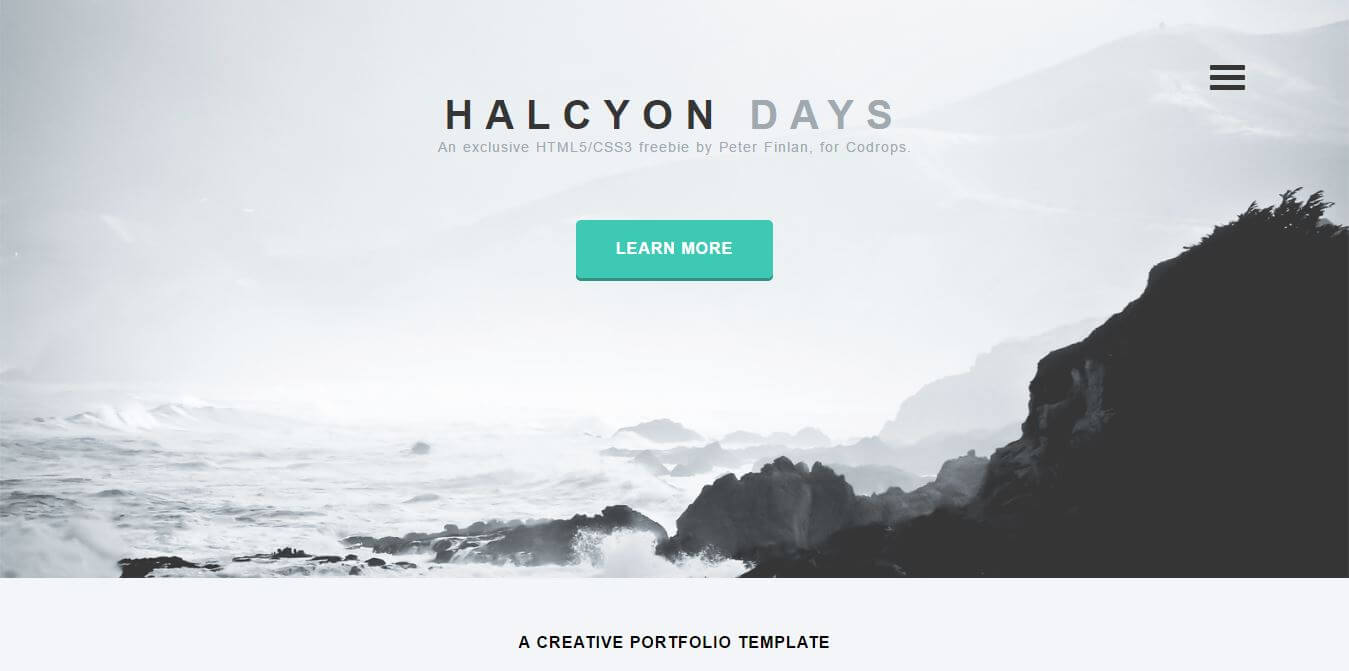 HALCYON DAYS
An exclusive HTML5/CSS3 freebie by Peter Finlan, for Codrops.
LEARN MORE
A CREATIVE PORTFOLIO TEMPLATE